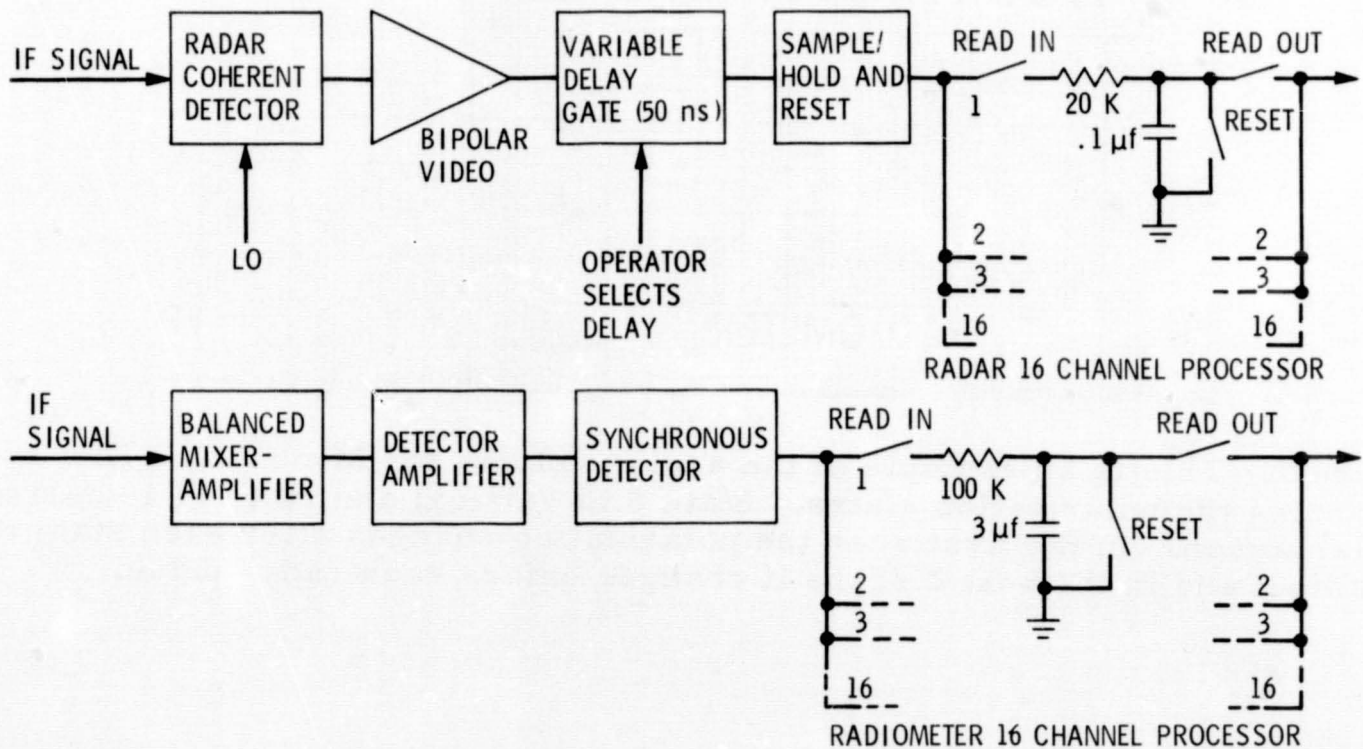 IF SIGNAL
RADAR
COHERENT
DETECTOR
LO
BIPOLAR
VIDEO
VARIABLE
DELAY
GATE (50 ns)
OPERATOR
SELECTS
DELAY
SAMPLE/
HOLD AND
RESET
READ IN
1
20 K
.1 μf
READ OUT
RESET
2
3
16
2
3
16
RADAR 16 CHANNEL PROCESSOR
IF
SIGNAL
BALANCED
MIXER-
AMPLIFIER
DETECTOR
AMPLIFIER
SYNCHRONOUS
DETECTOR
READ IN
1
100 K
3 μf
READ OUT
RESET
2
3
16
2
3
16
RADIOMETER 16 CHANNEL PROCESSOR